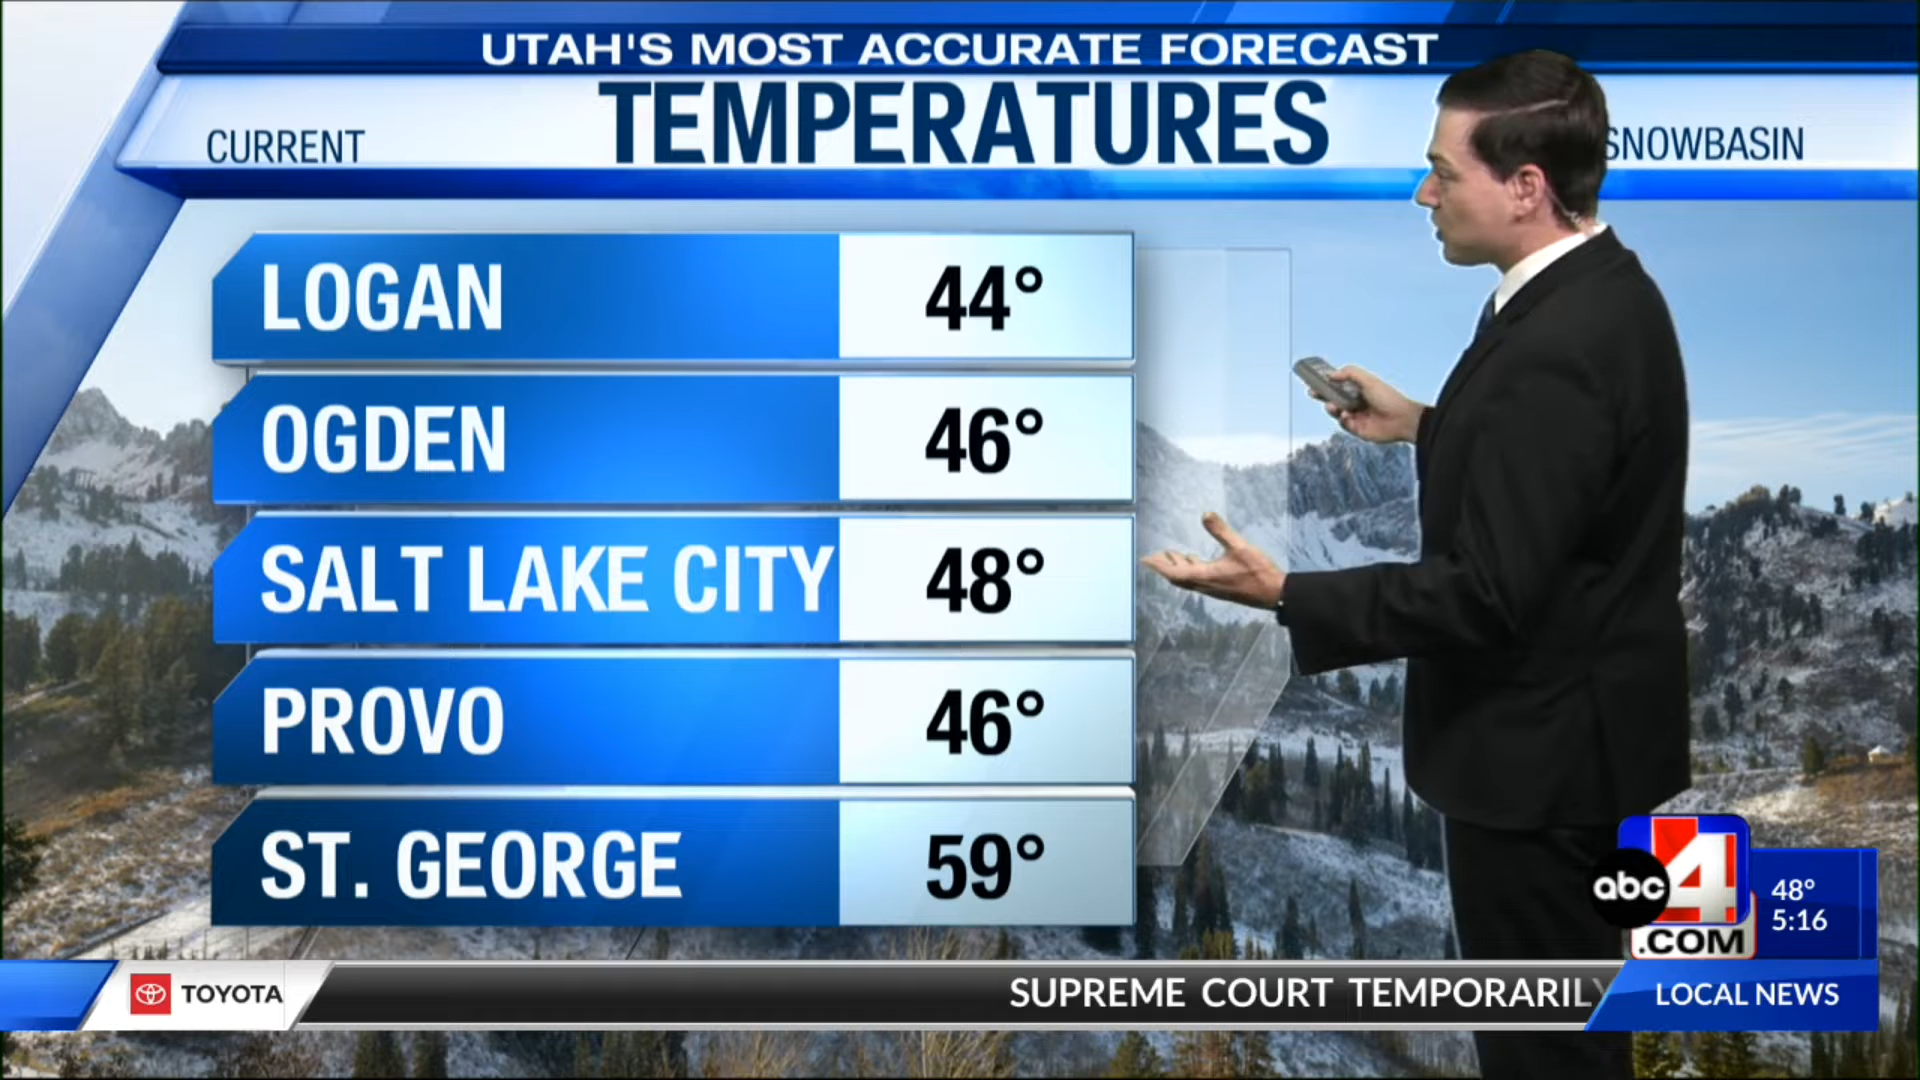 UTAH'S MOST ACCURATE FORECAST
CURRENT
TEMPERATURES
SNOWBASIN
LOGAN 44°
OGDEN 46°
SALT LAKE CITY 48°
PROVO 46°
ST. GEORGE 59°
abc 4
.COM
48°
5:16
TOYOTA
SUPREME COURT TEMPORARILY
LOCAL NEWS